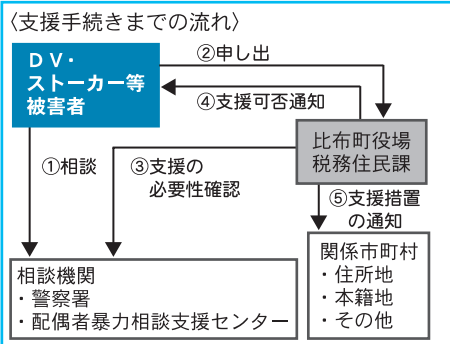 〈支援手続きまでの流れ〉
DV・
ストーカー等
被害者
②申し出
④支援可否通知
比布町役場
税務住民課
①相談
③支援の
必要性確認
⑤支援措置
の通知
相談機関
・警察署
・配偶者暴力相談支援センター
関係市町村
・住所地
・本籍地
・その他